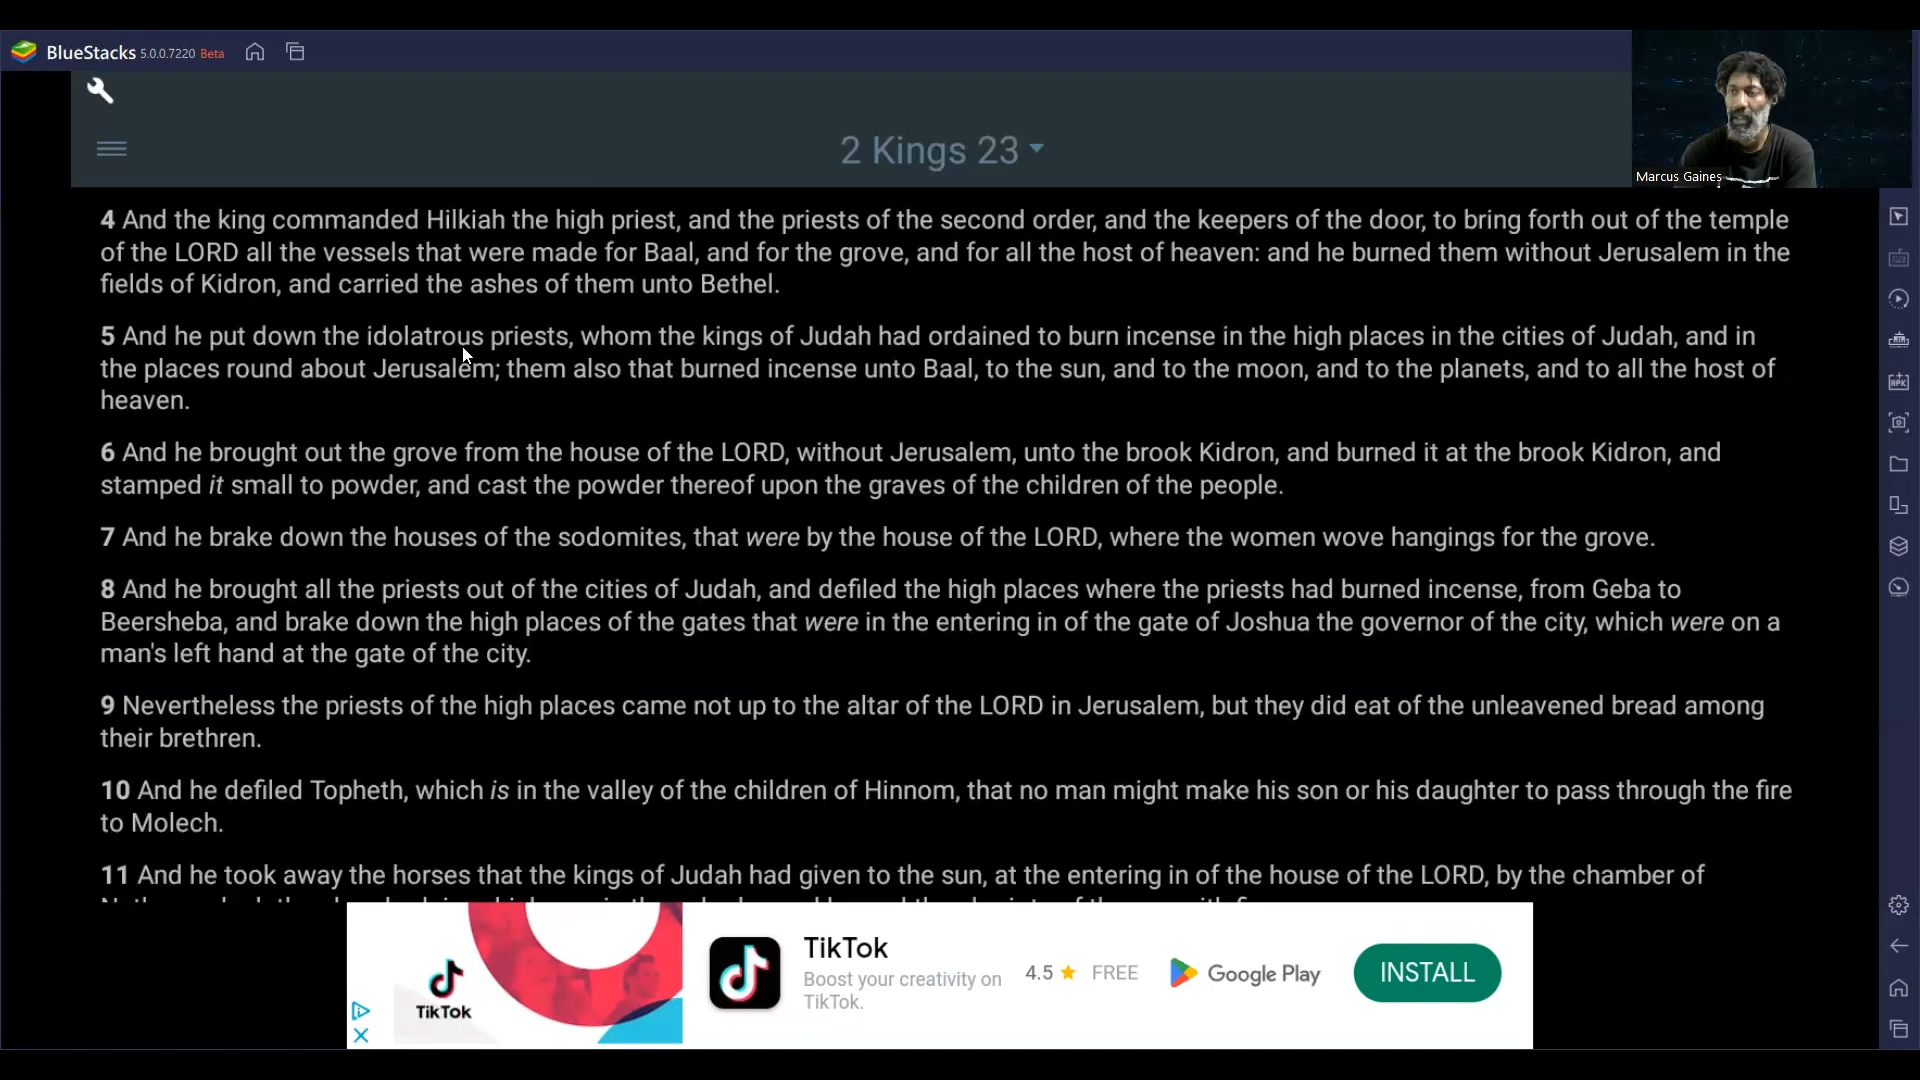 BlueStacks 5.0.0.7220 Beta
2 Kings 23
Marcus Gaines
4 And the king commanded Hilkiah the high priest, and the priests of the second order, and the keepers of the door, to bring forth out of the temple
of the LORD all the vessels that were made for Baal, and for the grove, and for all the host of heaven: and he burned them without Jerusalem in the
fields of Kidron, and carried the ashes of them unto Bethel.
5 And he put down the idolatrous priests, whom the kings of Judah had ordained to burn incense in the high places in the cities of Judah, and in
the places round about Jerusalem; them also that burned incense unto Baal, to the sun, and to the moon, and to the planets, and to all the host of
heaven.
6 And he brought out the grove from the house of the LORD, without Jerusalem, unto the brook Kidron, and burned it at the brook Kidron, and
stamped it small to powder, and cast the powder thereof upon the graves of the children of the people.
7 And he brake down the houses of the sodomites, that were by the house of the LORD, where the women wove hangings for the grove.
8 And he brought all the priests out of the cities of Judah, and defiled the high places where the priests had burned incense, from Geba to
Beersheba, and brake down the high places of the gates that were in the entering in of the gate of Joshua the governor of the city, which were on a
man's left hand at the gate of the city.
9 Nevertheless the priests of the high places came not up to the altar of the LORD in Jerusalem, but they did eat of the unleavened bread among
their brethren.
10 And he defiled Topheth, which is in the valley of the children of Hinnom, that no man might make his son or his daughter to pass through the fire
to Molech.
11 And he took away the horses that the kings of Judah had given to the sun, at the entering in of the house of the LORD, by the chamber of
TikTok
TikTok
Boost your creativity on
TikTok.
4.5 FREE
Google Play
INSTALL